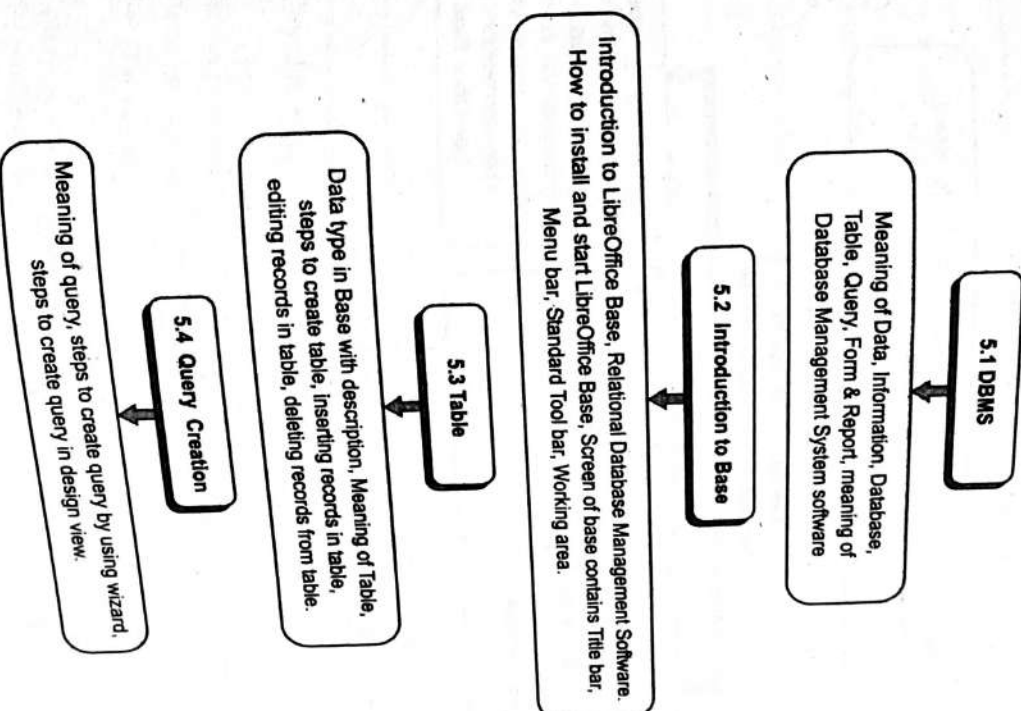 5.1 DBMS
Meaning of Data, Information, Database,
Table, Query, Form & Report, meaning of
Database Management System software
5.2 Introduction to Base
Introduction to LibreOffice Base, Relational Database Management Software.
How to install and start LibreOffice Base, Screen of base contains Title bar,
Menu bar, Standard Tool bar, Working area.
5.3 Table
Data type in Base with description, Meaning of Table,
steps to create table, inserting records in table,
editing records in table, deleting records from table.
5.4 Query Creation
Meaning of query, steps to create query by using wizard,
steps to create query in design view.